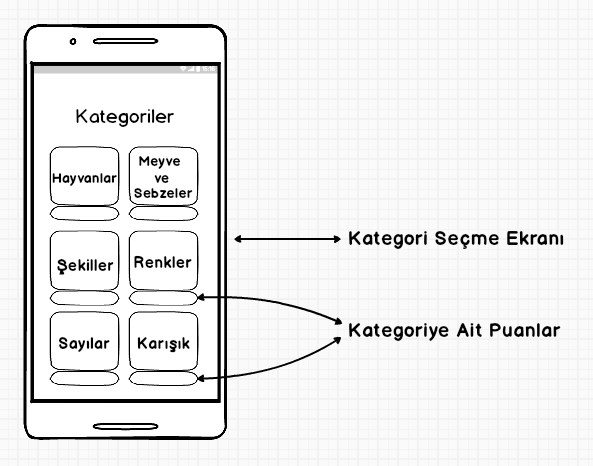 Kategoriler
Hayvanlar
Meyve
ve
Sebzeler
Şekiller
Renkler
Sayılar
Karışık
Kategori Seçme Ekranı
Kategoriye Ait Puanlar